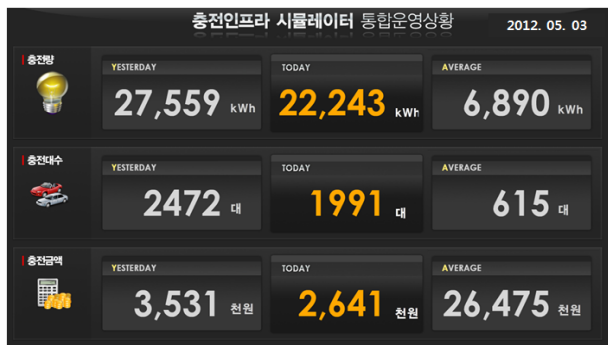 충전인프라 시뮬레이터 통합운영상황
2012. 05. 03
충전량
YESTERDAY
27,559 kWh
TODAY
22,243 kWh
AVERAGE
6,890 kWh
충전대수
YESTERDAY
2472 대
TODAY
1991 대
AVERAGE
615 대
충전금액
YESTERDAY
3,531 천원
TODAY
2,641 천원
AVERAGE
26,475 천원